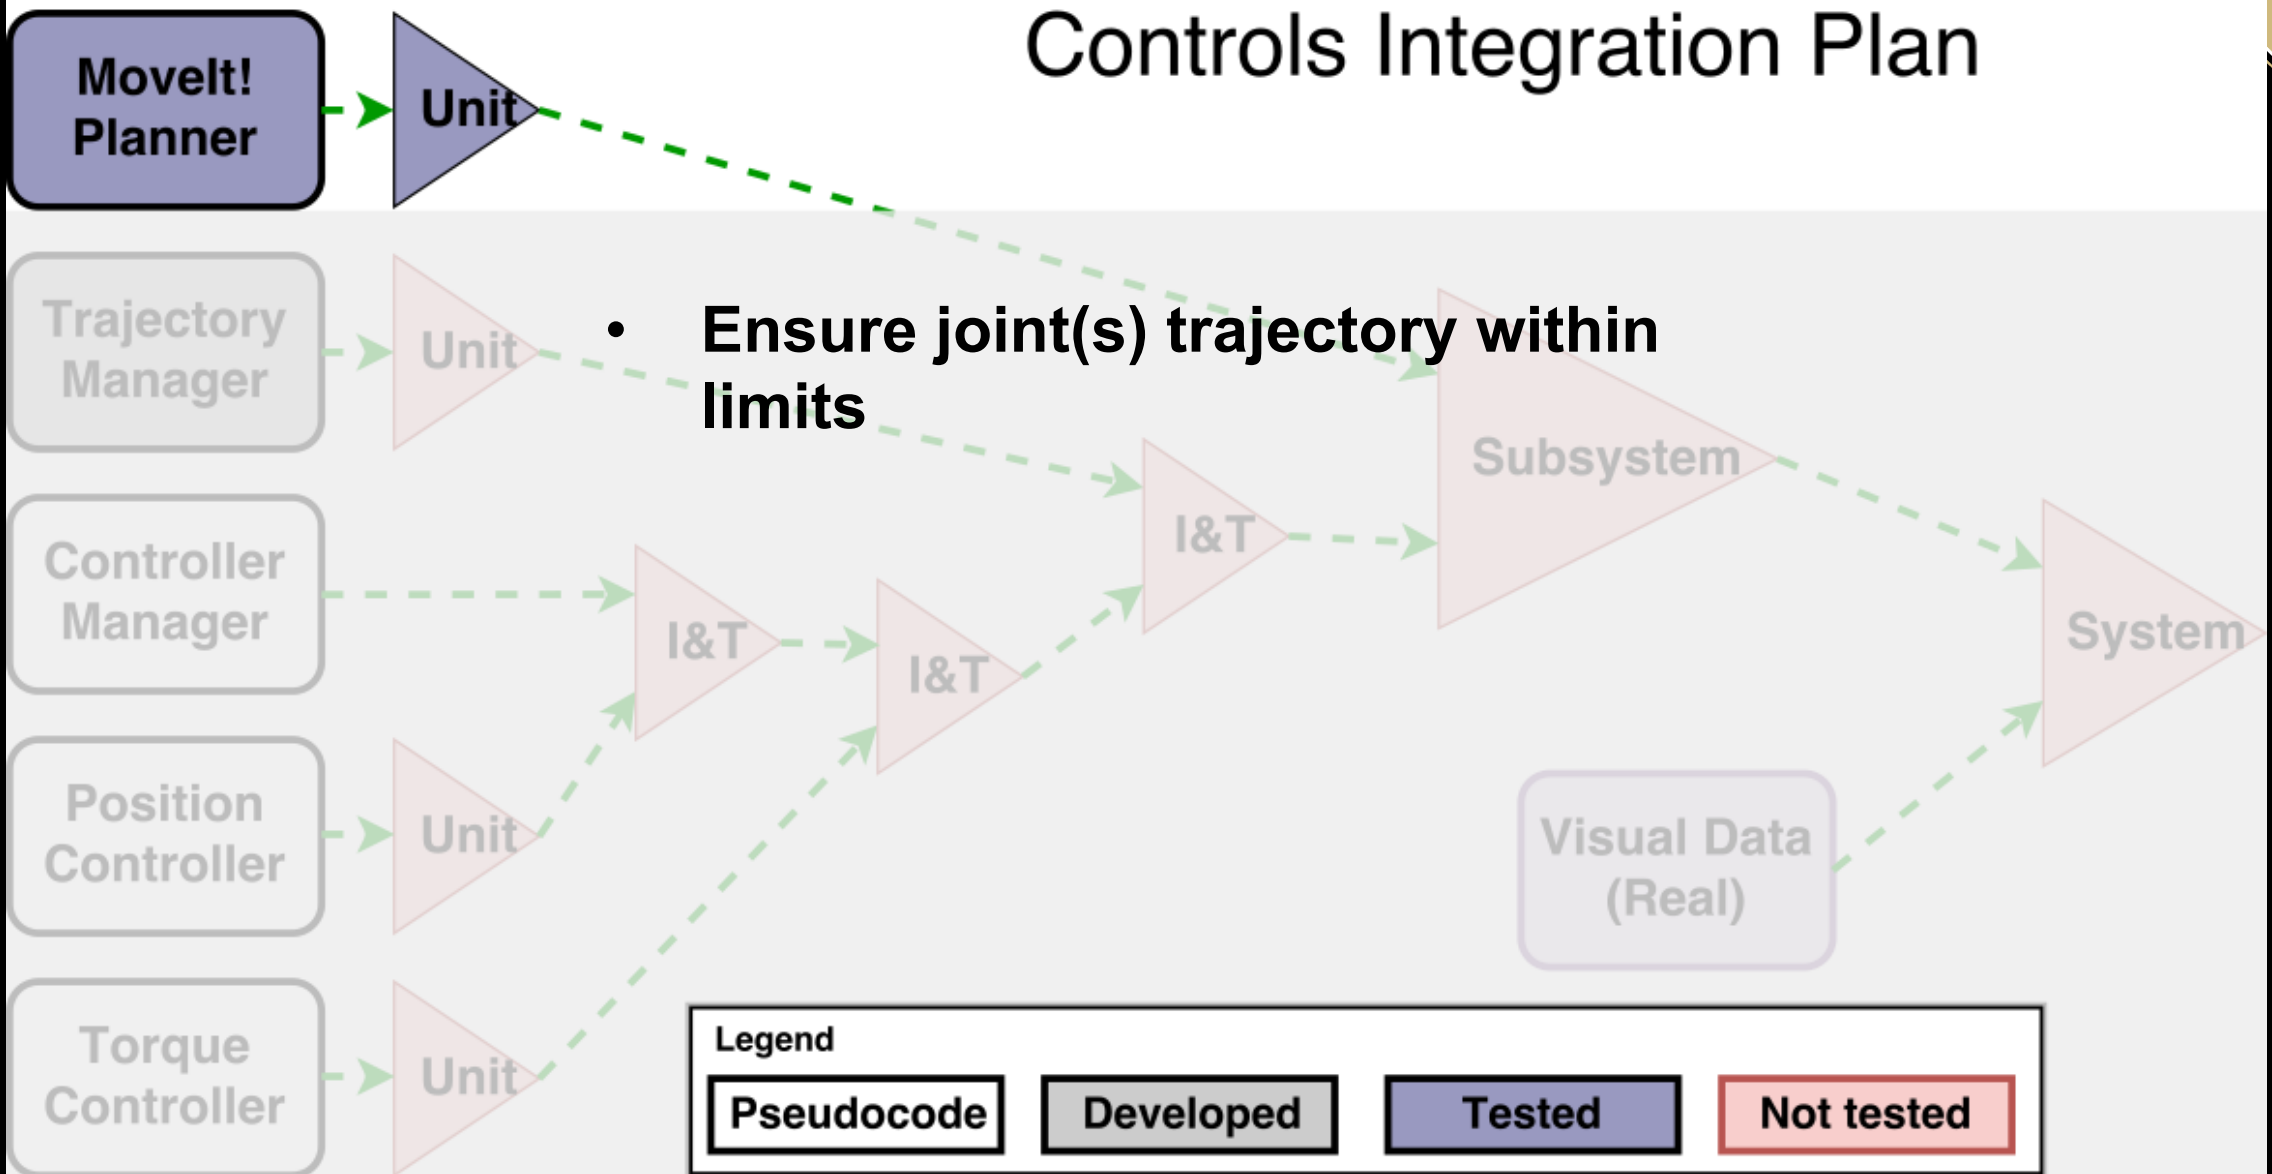 Controls Integration Plan
MoveIt!
Planner
Unit
• Ensure joint(s) trajectory within
limits
Trajectory
Manager
Unit
Subsystem
I&T
Controller
Manager
I&T
I&T
System
Position
Controller
Unit
Visual Data
(Real)
Torque
Controller
Unit
Legend
Pseudocode
Developed
Tested
Not tested